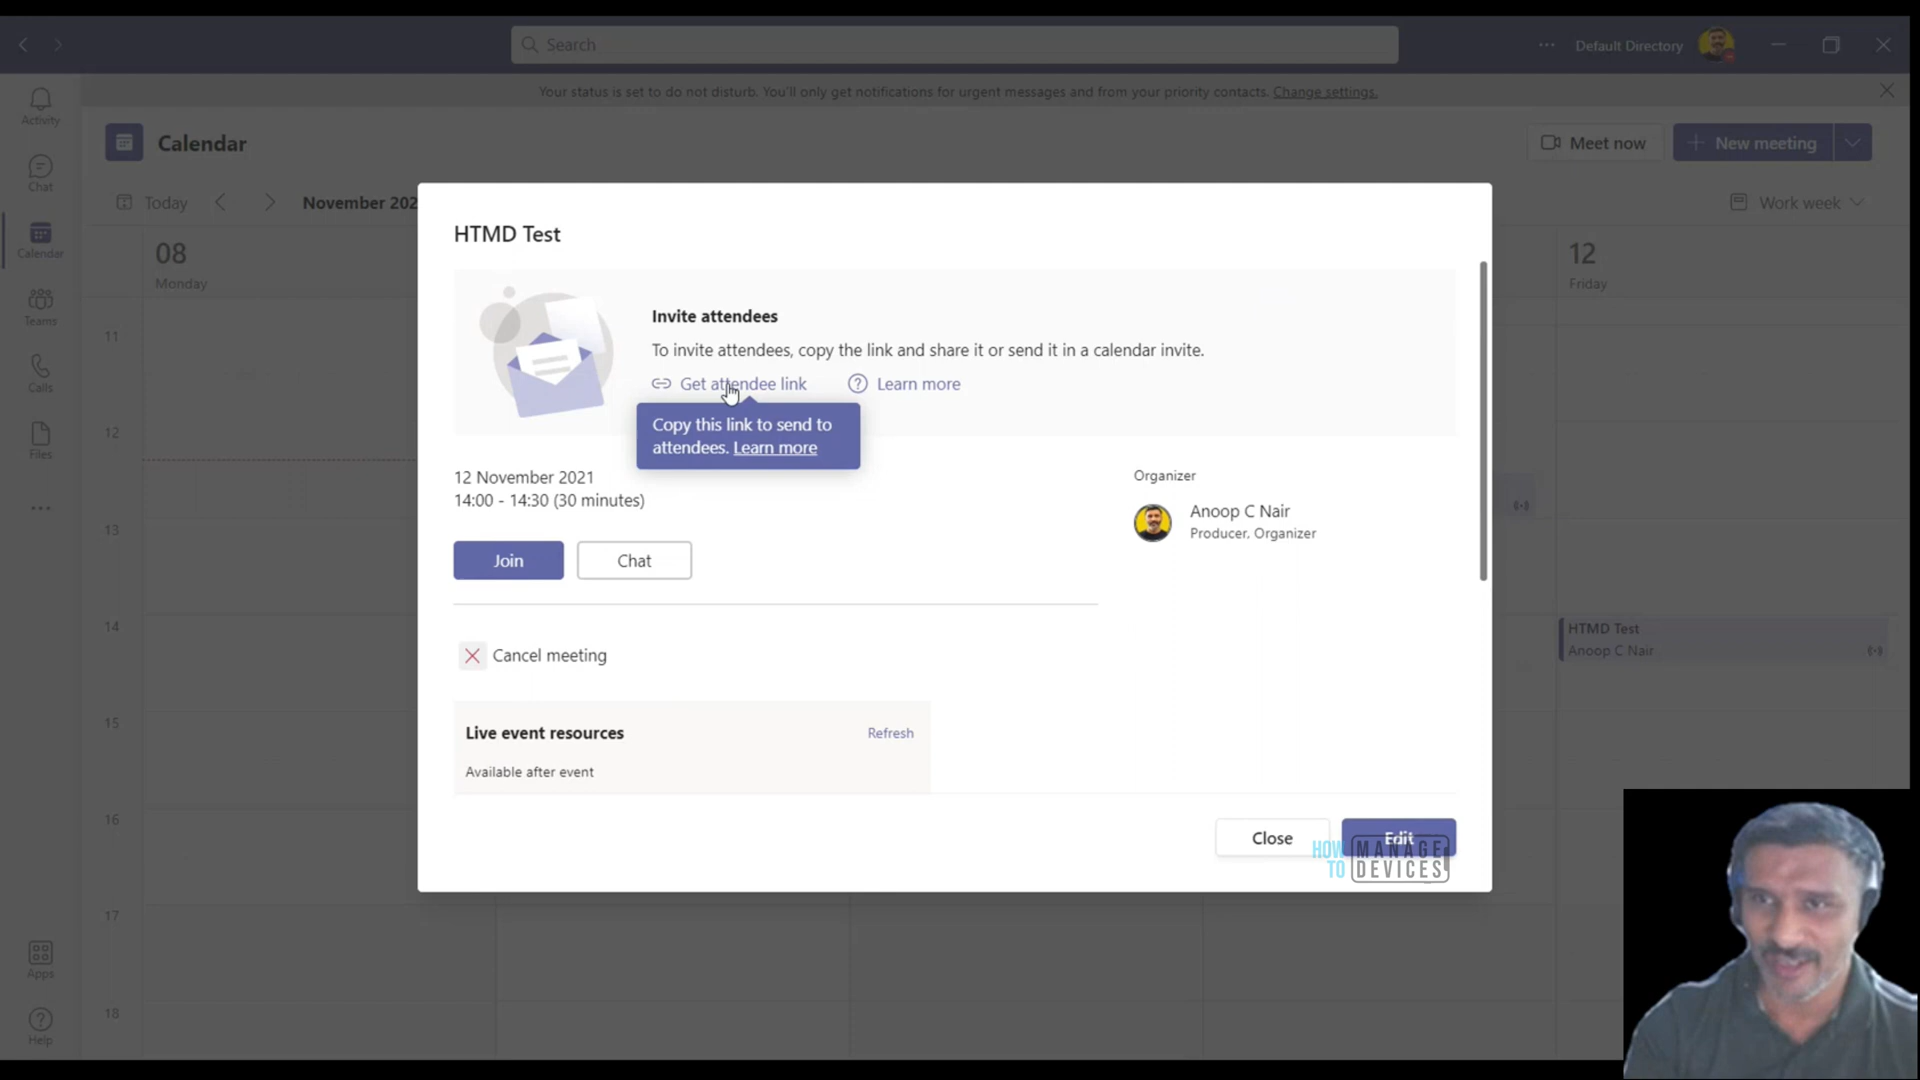 Search
Default Directory
Your status is set to do not disturb. You'll only get notifications for urgent messages and from your priority contacts. Change settings.
Activity
Chat
Calendar
Teams
Calls
Files
Apps
Help
Calendar
Meet now
New meeting
Today
November 202
Work week
08
Monday
12
Friday
11
12
13
14
15
16
17
18
HTMD Test
Invite attendees
To invite attendees, copy the link and share it or send it in a calendar invite.
Get attendee link
Learn more
Copy this link to send to
attendees. Learn more
12 November 2021
14:00 - 14:30 (30 minutes)
Organizer
Anoop C Nair
Producer, Organizer
Join
Chat
Cancel meeting
Live event resources
Refresh
Available after event
Close
Edit
HOW TO
MANAGE
DEVICES
HTMD Test
Anoop C Nair